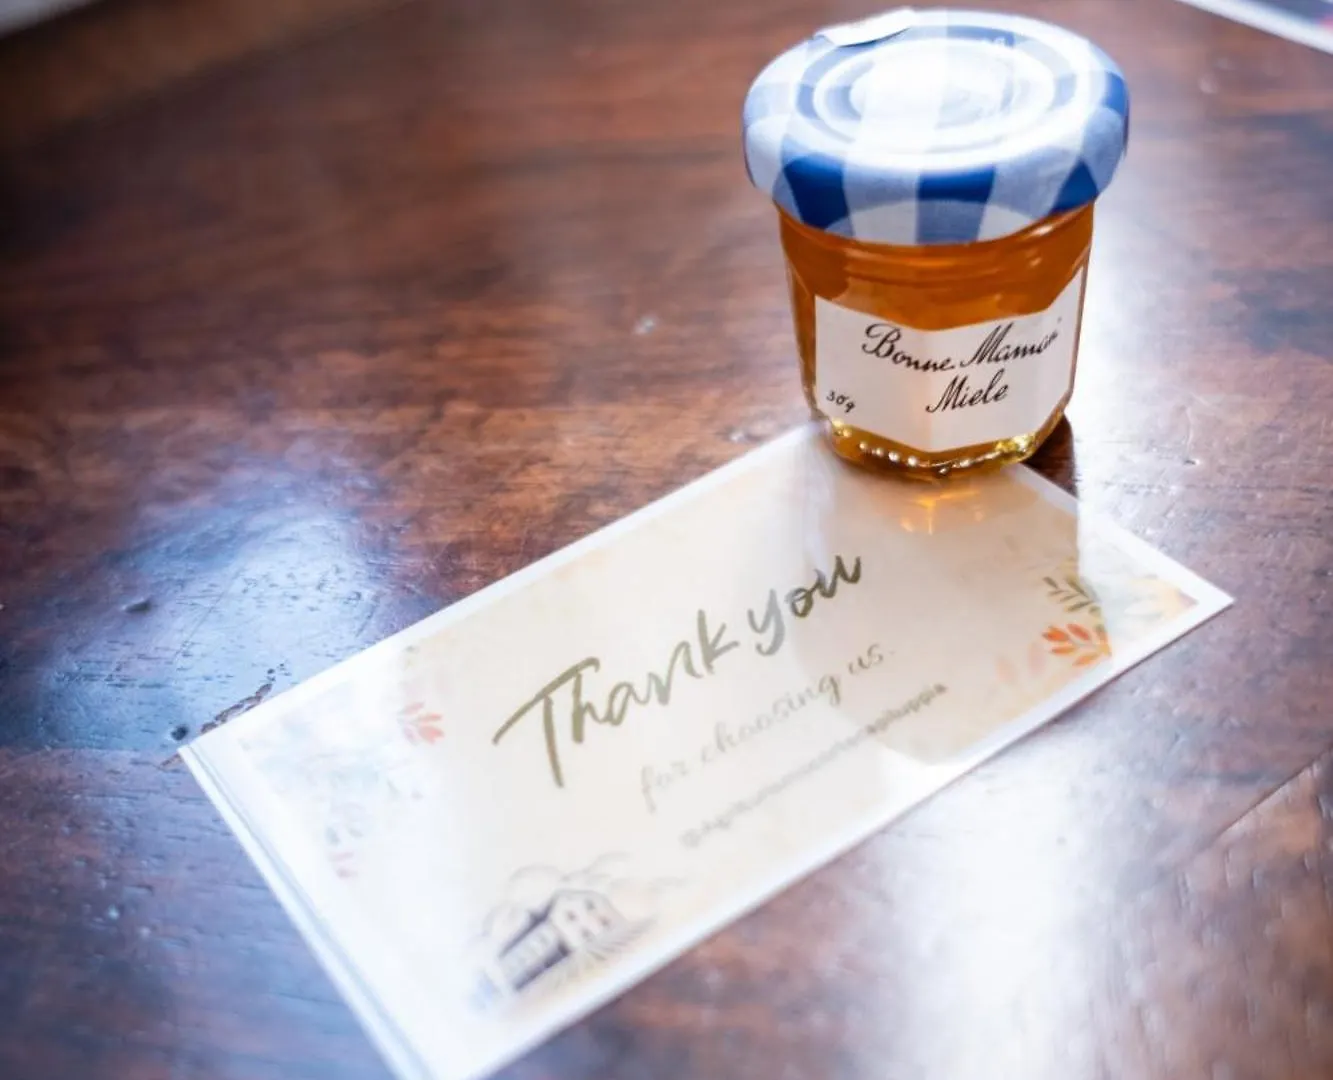 Bonne Maman
Miele
30g
Thank you
for choosing us.